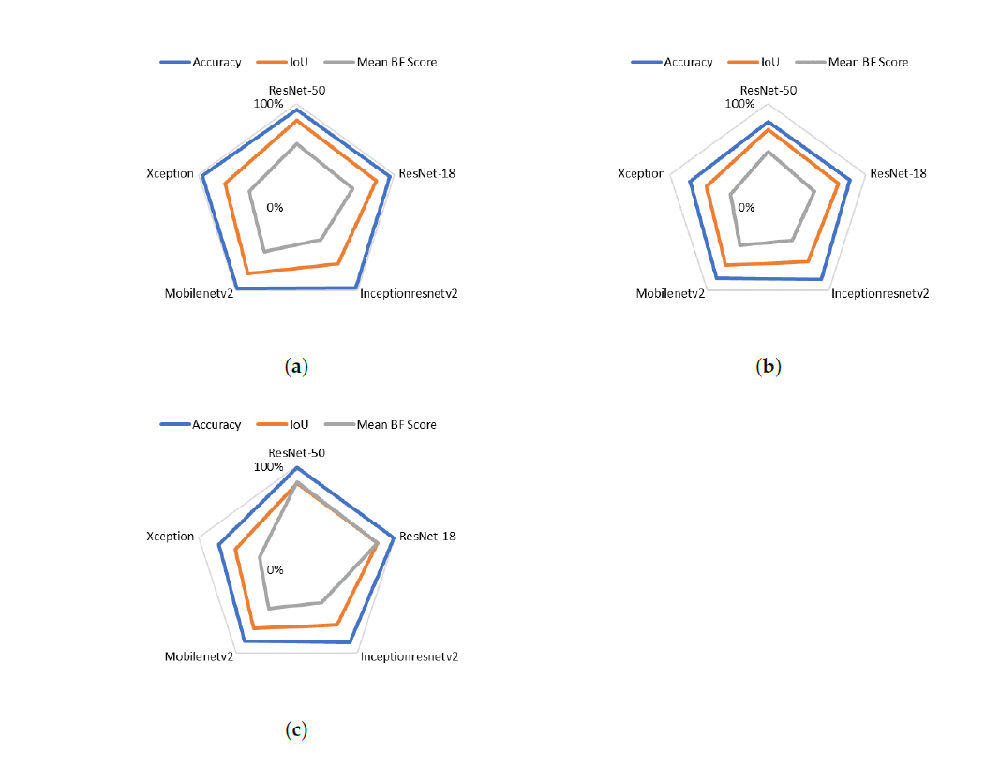 Accuracy IoU Mean BF Score
ResNet-50
100%
Xception
ResNet-18
0%
Mobilenetv2
Inceptionresnetv2
(a)
Accuracy IoU Mean BF Score
ResNet-50
100%
Xception
ResNet-18
0%
Mobilenetv2
Inceptionresnetv2
(b)
Accuracy IoU Mean BF Score
ResNet-50
100%
Xception
ResNet-18
0%
Mobilenetv2
Inceptionresnetv2
(c)